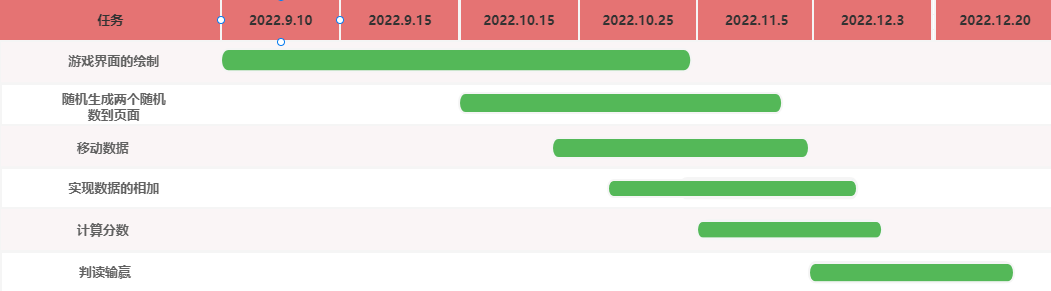 任务 2022.9.10 2022.9.15 2022.10.15 2022.10.25 2022.11.5 2022.12.3 2022.12.20
游戏界面的绘制
随机生成两个随机
数到页面
移动数据
实现数据的相加
计算分数
判读输赢